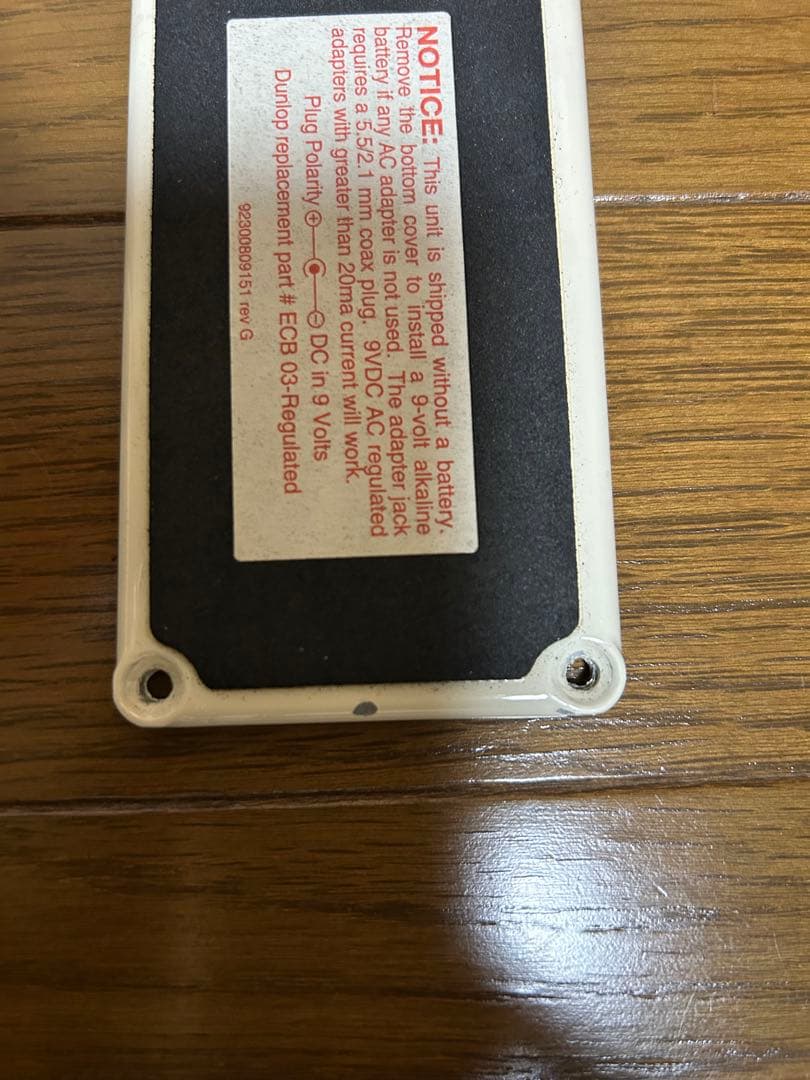 NOTICE: This unit is shipped without a battery.
Remove the bottom cover to install a 9-volt alkaline
battery if any AC adapter is not used. The adapter jack
requires a 5.5/2.1 mm coax plug. 9VDC AC regulated
adapters with greater than 20ma current will work.
Plug Polarity ⊕—⦿—⊖ DC in 9 Volts
Dunlop replacement part # ECB 03-Regulated
92300809151 rev G